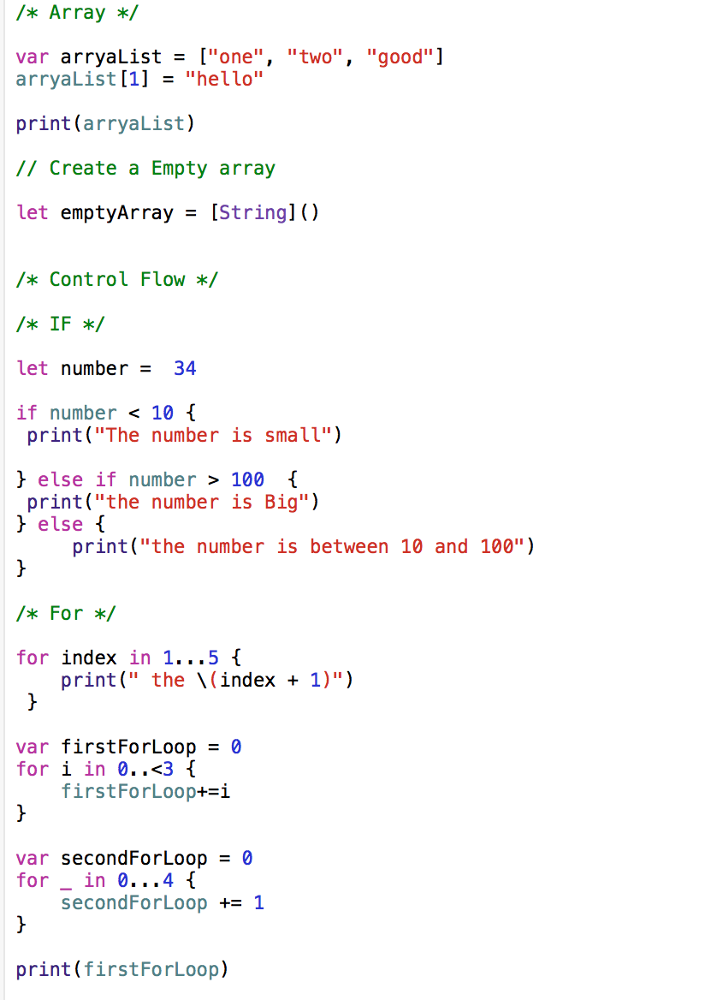 /* Array */
var arryaList = ["one", "two", "good"]
arryaList[1] = "hello"
print(arryaList)
// Create a Empty array
let emptyArray = [String]()
/* Control Flow */
/* IF */
let number =  34
if number < 10 {
 print("The number is small")
} else if number > 100  {
 print("the number is Big")
} else {
     print("the number is between 10 and 100")
}
/* For */
for index in 1...5 {
    print(" the \(index + 1)")
 }
var firstForLoop = 0
for i in 0..<3 {
    firstForLoop+=i
}
var secondForLoop = 0
for _ in 0...4 {
    secondForLoop += 1
}
print(firstForLoop)